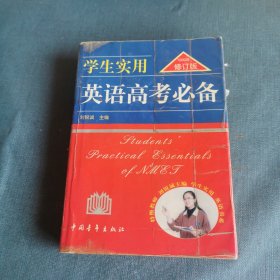 修订版
学生实用
英语高考必备
刘锐诚 主编
Students'
Practical Essentials
of NMET
中国青年出版社